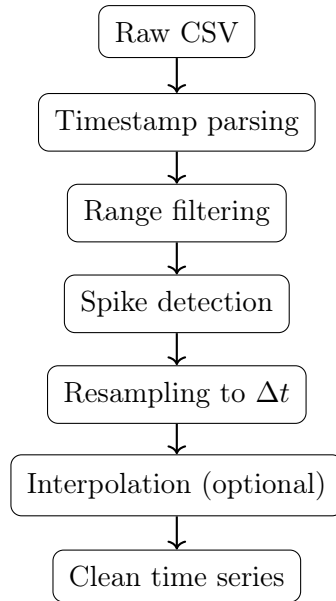 Raw CSV
Timestamp parsing
Range filtering
Spike detection
Resampling to Δt
Interpolation (optional)
Clean time series